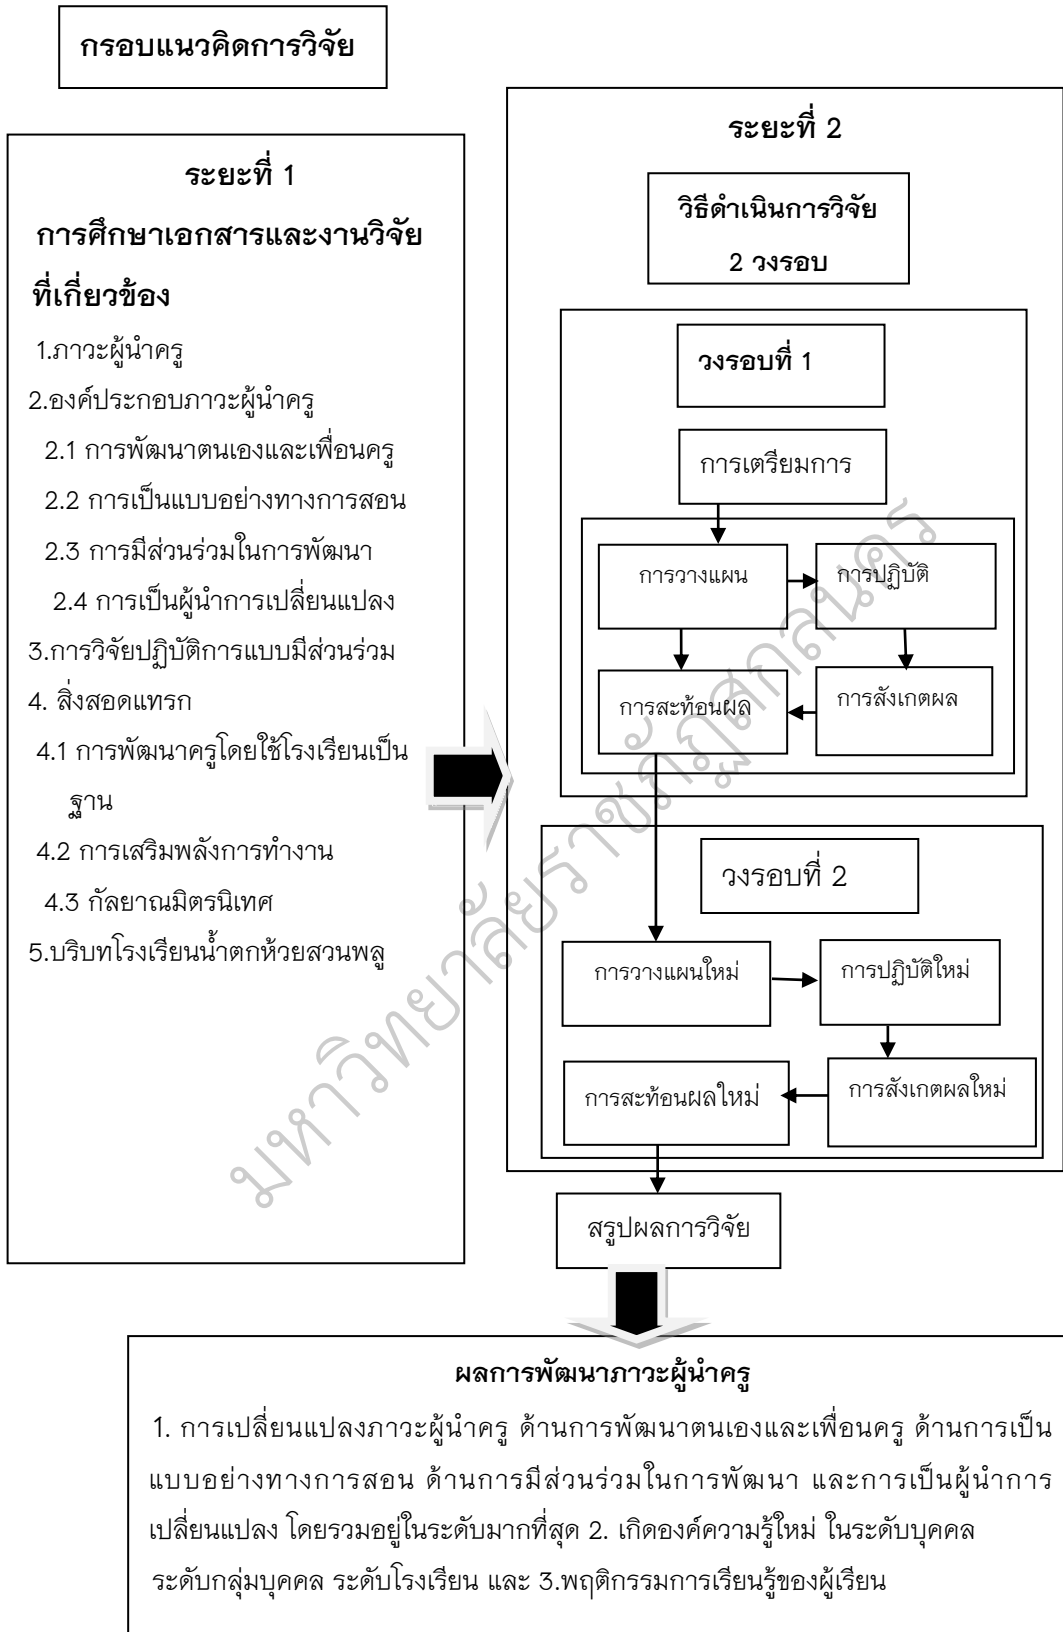 กรอบแนวคิดการวิจัย
ระยะที่ 1
การศึกษาเอกสารและงานวิจัย
ที่เกี่ยวข้อง
1.ภาวะผู้นำครู
2.องค์ประกอบภาวะผู้นำครู
2.1 การพัฒนาตนเองและเพื่อนครู
2.2 การเป็นแบบอย่างทางการสอน
2.3 การมีส่วนร่วมในการพัฒนา
2.4 การเป็นผู้นำการเปลี่ยนแปลง
3.การวิจัยปฏิบัติการแบบมีส่วนร่วม
4. สิ่งสอดแทรก
4.1 การพัฒนาครูโดยใช้โรงเรียนเป็น
ฐาน
4.2 การเสริมพลังการทำงาน
4.3 กัลยาณมิตรนิเทศ
5.บริบทโรงเรียนน้ำตกห้วยสวนพลู
ระยะที่ 2
วิธีดำเนินการวิจัย
2 วงรอบ
วงรอบที่ 1
การเตรียมการ
การวางแผน
การปฏิบัติ
การสะท้อนผล
การสังเกตผล
วงรอบที่ 2
การวางแผนใหม่
การปฏิบัติใหม่
การสะท้อนผลใหม่
การสังเกตผลใหม่
สรุปผลการวิจัย
ผลการพัฒนาภาวะผู้นำครู
1. การเปลี่ยนแปลงภาวะผู้นำครู ด้านการพัฒนาตนเองและเพื่อนครู ด้านการเป็น
แบบอย่างทางการสอน ด้านการมีส่วนร่วมในการพัฒนา และการเป็นผู้นำการ
เปลี่ยนแปลง โดยรวมอยู่ในระดับมากที่สุด 2. เกิดองค์ความรู้ใหม่ ในระดับบุคคล
ระดับกลุ่มบุคคล ระดับโรงเรียน และ 3.พฤติกรรมการเรียนรู้ของผู้เรียน
มหาวิทยาลัยราชภัฏสกลนคร